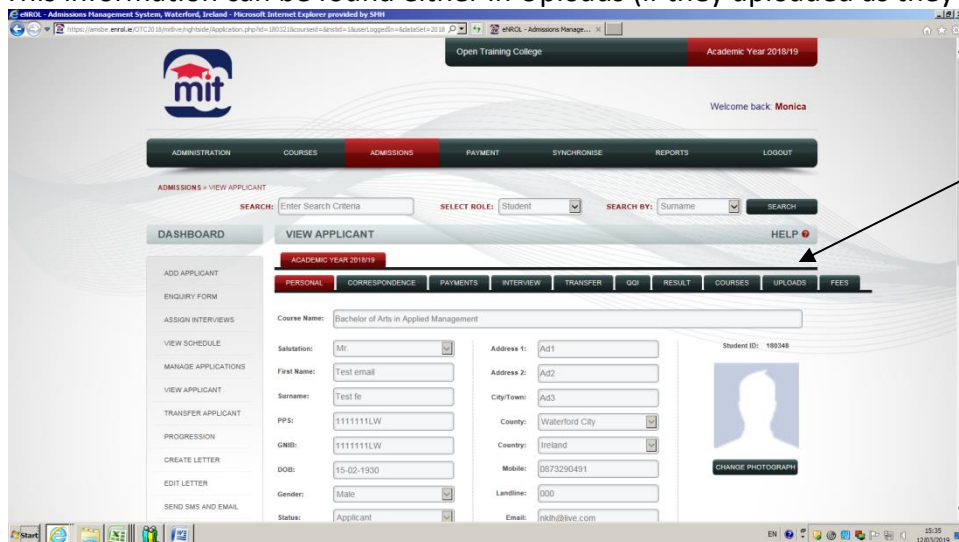 This information can be found either in Uploads (if they uploaded as they
eNROL - Admissions Management System, Waterford, Ireland - Microsoft Internet Explorer provided by SMH
eNROL - Admissions Manage...
Open Training College
Academic Year 2018/19
mit
Welcome back: Monica
ADMINISTRATION COURSES ADMISSIONS PAYMENT SYNCHRONISE REPORTS LOGOUT
ADMISSIONS » VIEW APPLICANT
SEARCH: Enter Search Criteria SELECT ROLE: Student SEARCH BY: Surname SEARCH
DASHBOARD VIEW APPLICANT HELP
ACADEMIC YEAR 2018/19
PERSONAL CORRESPONDENCE PAYMENTS INTERVIEW TRANSFER QQI RESULT COURSES UPLOADS FEES
ADD APPLICANT
ENQUIRY FORM
ASSIGN INTERVIEWS
VIEW SCHEDULE
MANAGE APPLICATIONS
VIEW APPLICANT
TRANSFER APPLICANT
PROGRESSION
CREATE LETTER
EDIT LETTER
SEND SMS AND EMAIL
Course Name: Bachelor of Arts in Applied Management
Salutation: Mr.
First Name: Test email
Surname: Test fe
PPS: 1111111LW
GNIB: 1111111LW
DOB: 15-02-1930
Gender: Male
Status: Applicant
Address 1: Ad1
Address 2: Ad2
City/Town: Ad3
County: Waterford City
Country: Ireland
Mobile: 0873290491
Landline: 000
Email: nklh@live.com
Student ID: 180348
CHANGE PHOTOGRAPH
Start
EN
15:35
12/03/2019